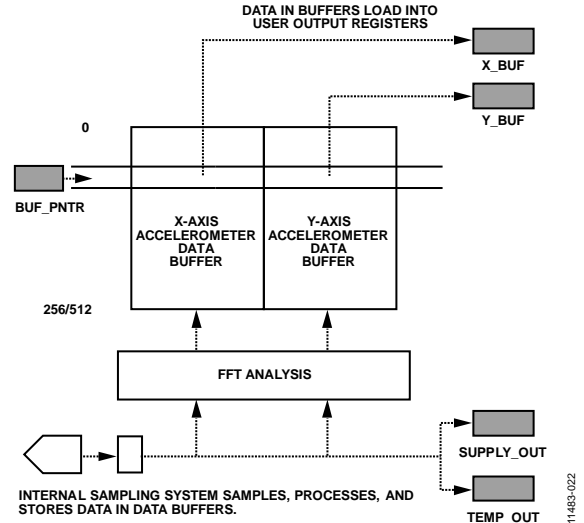 DATA IN BUFFERS LOAD INTO
USER OUTPUT REGISTERS
X_BUF
Y_BUF
0
BUF_PNTR
X-AXIS
ACCELEROMETER
DATA
BUFFER
Y-AXIS
ACCELEROMETER
DATA
BUFFER
256/512
FFT ANALYSIS
SUPPLY_OUT
INTERNAL SAMPLING SYSTEM SAMPLES, PROCESSES, AND
STORES DATA IN DATA BUFFERS.
TEMP_OUT
11483-022